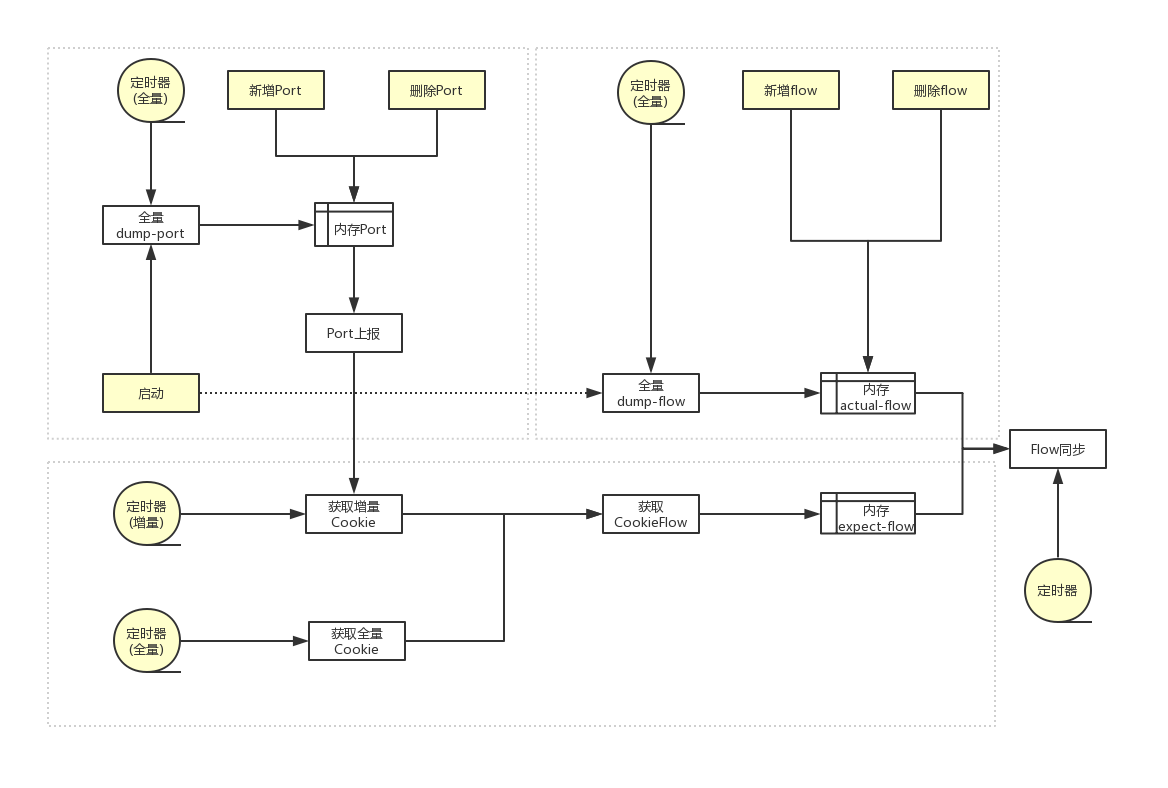 定时器
(全量)
新增Port
删除Port
全量
dump-port
内存Port
Port上报
启动
定时器
(全量)
新增flow
删除flow
全量
dump-flow
内存
actual-flow
Flow同步
定时器
定时器
(增量)
获取增量
Cookie
获取
CookieFlow
内存
expect-flow
定时器
(全量)
获取全量
Cookie